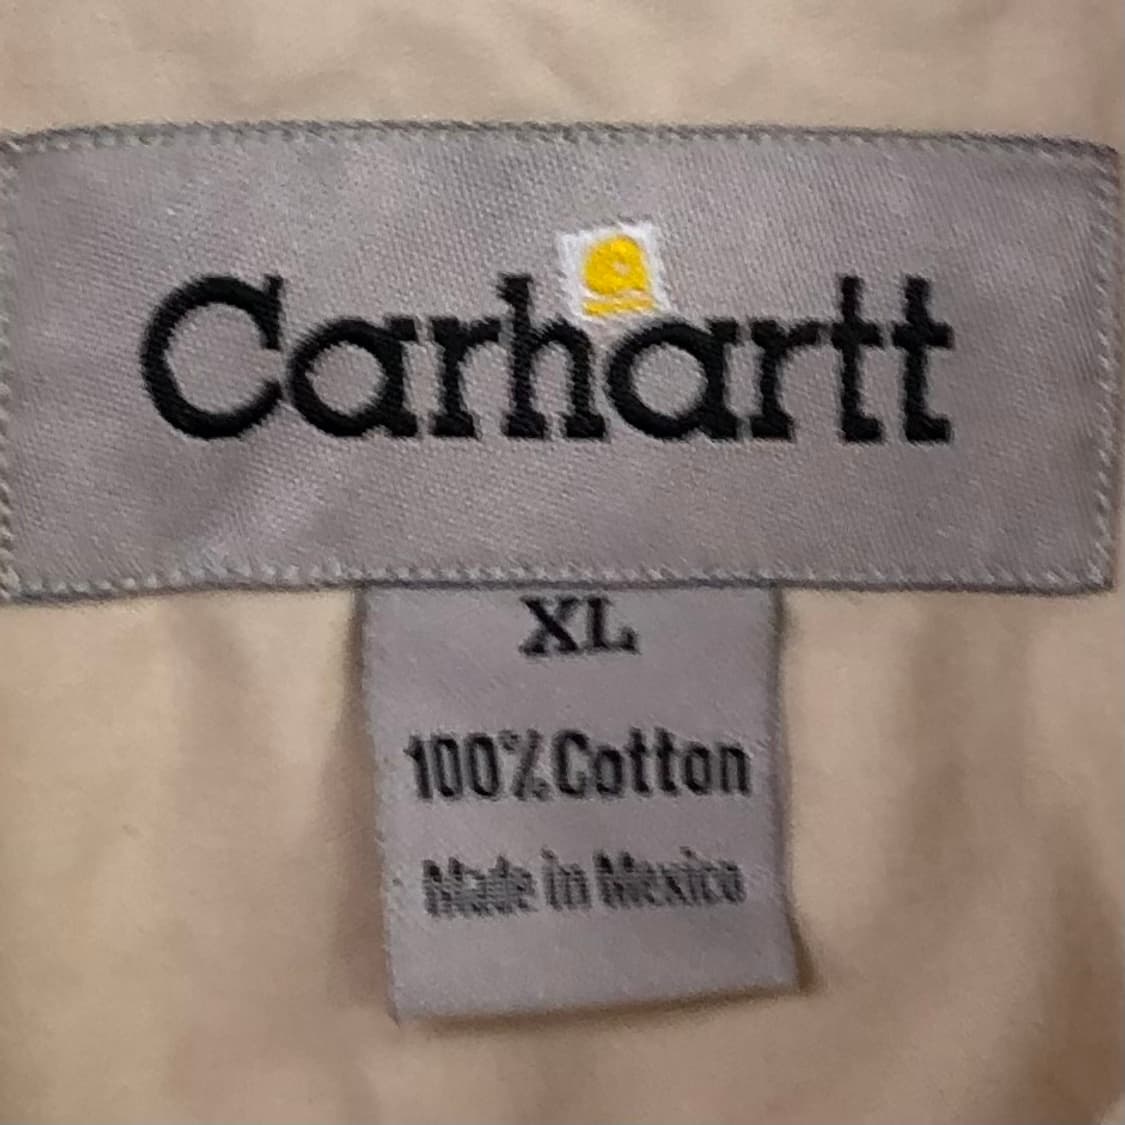 Carhartt
XL
100% Cotton
Made in Mexico